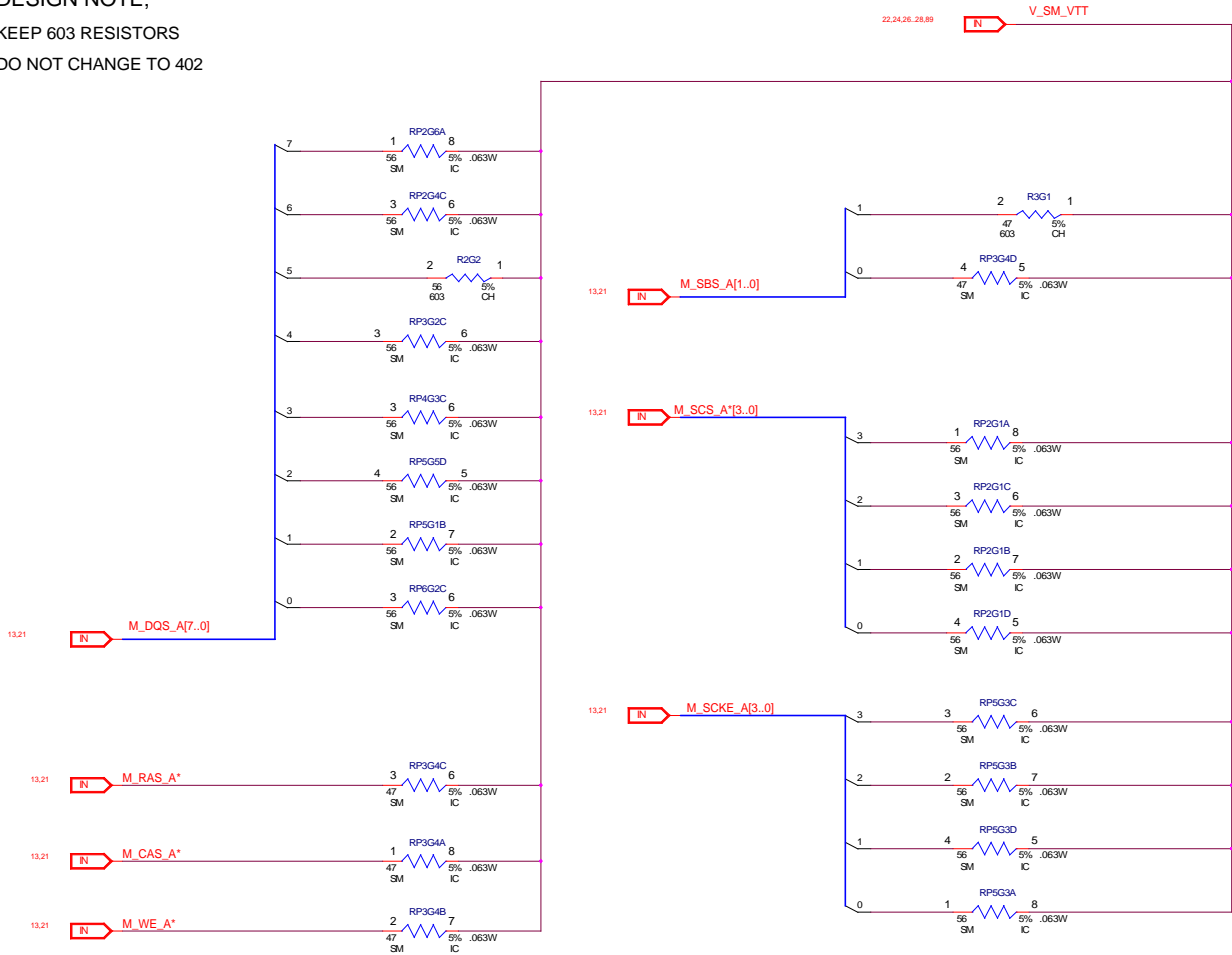 DESIGN NOTE;
KEEP 603 RESISTORS
DO NOT CHANGE TO 402
22,24,26..28,89 IN V_SM_VTT
7 RP2G6A 1 8 56 5% .063W SM IC
6 RP2G4C 3 6 56 5% .063W SM IC
5 R2G2 2 1 56 5% 603 CH
4 RP3G2C 3 6 56 5% .063W SM IC
3 RP4G3C 3 6 56 5% .063W SM IC
2 RP5G5D 4 5 56 5% .063W SM IC
1 RP5G1B 2 7 56 5% .063W SM IC
0 RP6G2C 3 6 56 5% .063W SM IC
13,21 IN M_DQS_A[7..0]
13,21 IN M_RAS_A* RP3G4C 3 6 47 5% .063W SM IC
13,21 IN M_CAS_A* RP3G4A 1 8 47 5% .063W SM IC
13,21 IN M_WE_A* RP3G4B 2 7 47 5% .063W SM IC
13,21 IN M_SBS_A[1..0]
1 R3G1 2 1 47 5% 603 CH
0 RP3G4D 4 5 47 5% .063W SM IC
13,21 IN M_SCS_A*[3..0]
3 RP2G1A 1 8 56 5% .063W SM IC
2 RP2G1C 3 6 56 5% .063W SM IC
1 RP2G1B 2 7 56 5% .063W SM IC
0 RP2G1D 4 5 56 5% .063W SM IC
13,21 IN M_SCKE_A[3..0]
3 RP5G3C 3 6 56 5% .063W SM IC
2 RP5G3B 2 7 56 5% .063W SM IC
1 RP5G3D 4 5 56 5% .063W SM IC
0 RP5G3A 1 8 56 5% .063W SM IC